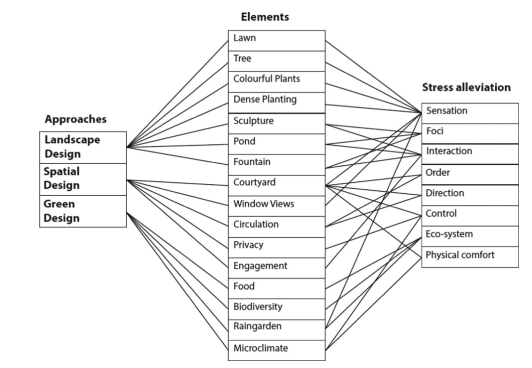 Elements
Lawn
Tree
Colourful Plants
Dense Planting
Sculpture
Pond
Fountain
Courtyard
Window Views
Circulation
Privacy
Engagement
Food
Biodiversity
Raingarden
Microclimate
Approaches
Landscape
Design
Spatial
Design
Green
Design
Stress alleviation
Sensation
Foci
Interaction
Order
Direction
Control
Eco-system
Physical comfort